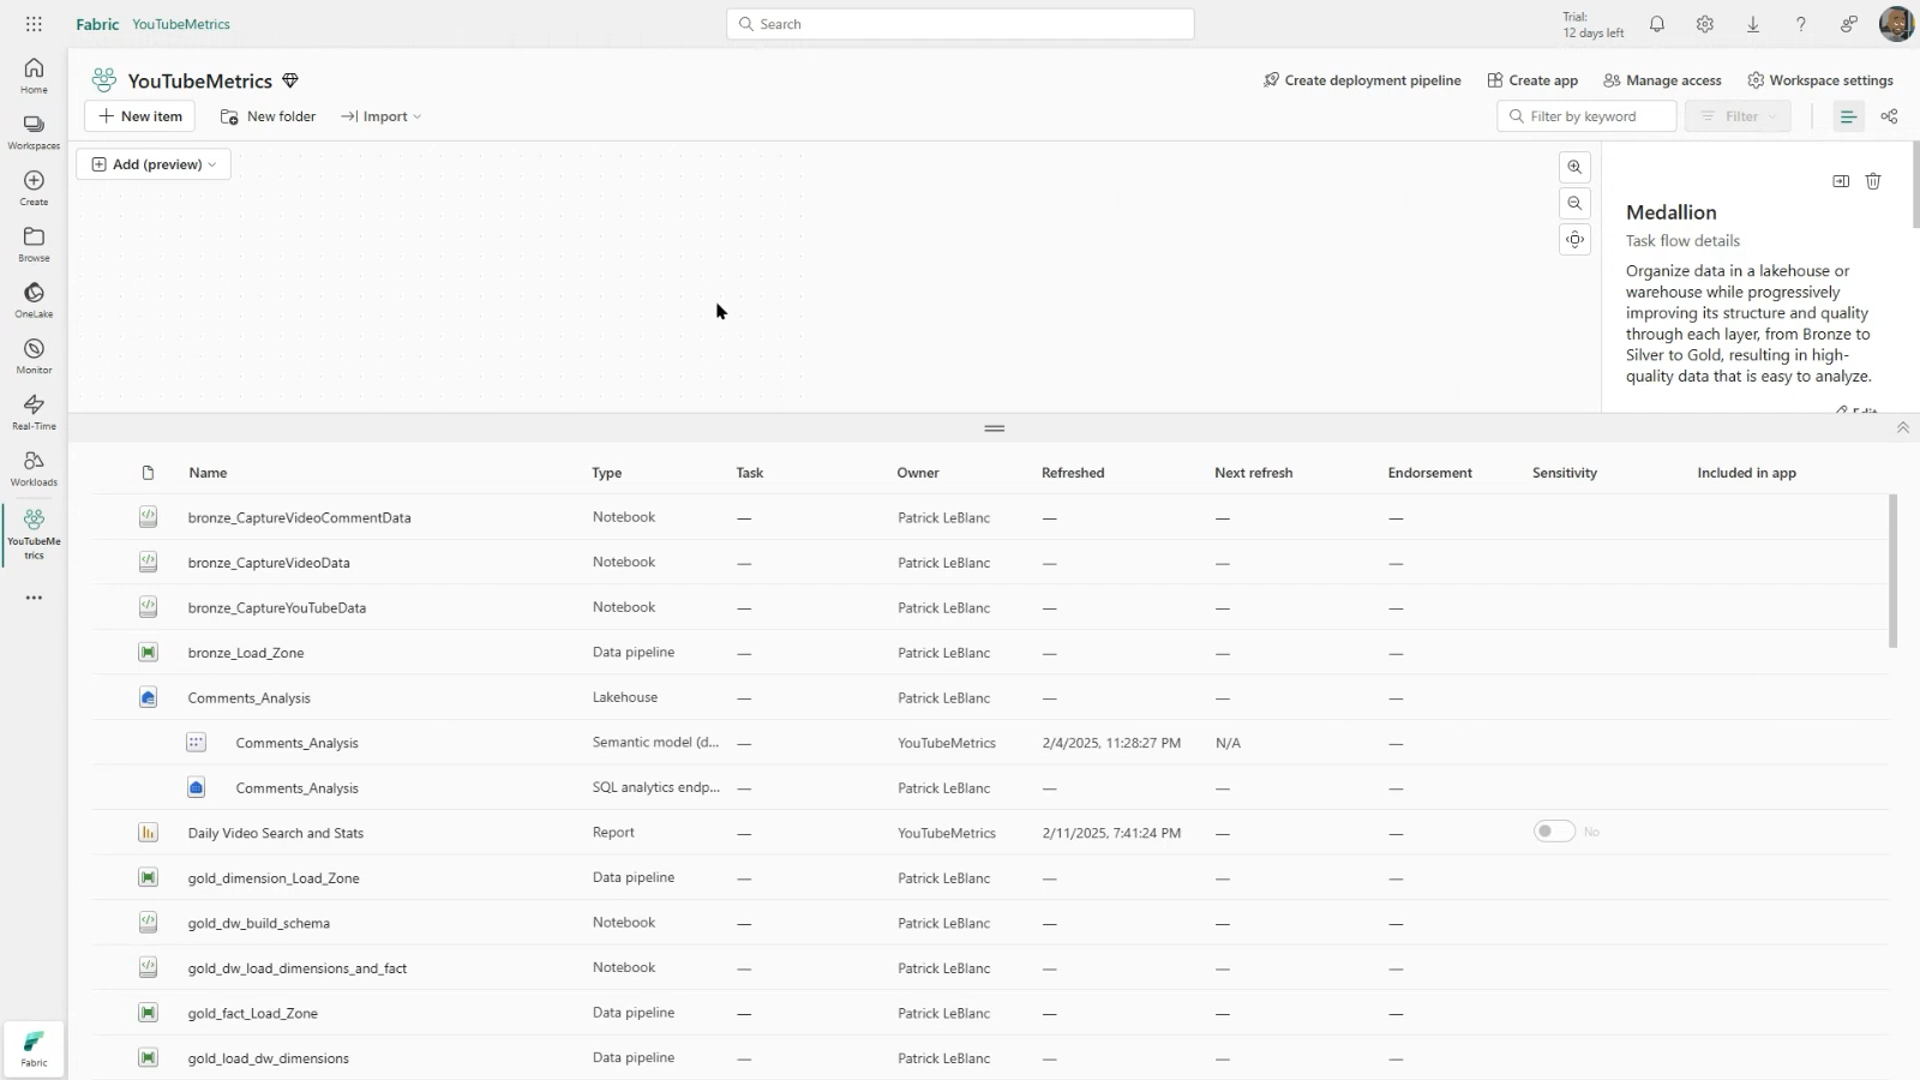 Fabric YouTubeMetrics
Search
Trial:
12 days left
Home
Workspaces
Create
Browse
OneLake
Monitor
Real-Time
Workloads
YouTubeMe
trics
Fabric
YouTubeMetrics
Create deployment pipeline
Create app
Manage access
Workspace settings
New item
New folder
Import
Filter by keyword
Filter
Add (preview)
Medallion
Task flow details
Organize data in a lakehouse or
warehouse while progressively
improving its structure and quality
through each layer, from Bronze to
Silver to Gold, resulting in high-
quality data that is easy to analyze.
Edit
Name Type Task Owner Refreshed Next refresh Endorsement Sensitivity Included in app
bronze_CaptureVideoCommentData Notebook — Patrick LeBlanc — — —
bronze_CaptureVideoData Notebook — Patrick LeBlanc — — —
bronze_CaptureYouTubeData Notebook — Patrick LeBlanc — — —
bronze_Load_Zone Data pipeline — Patrick LeBlanc — — —
Comments_Analysis Lakehouse — Patrick LeBlanc — — —
Comments_Analysis Semantic model (d... — YouTubeMetrics 2/4/2025, 11:28:27 PM N/A —
Comments_Analysis SQL analytics endp... — Patrick LeBlanc — — —
Daily Video Search and Stats Report — YouTubeMetrics 2/11/2025, 7:41:24 PM — — No
gold_dimension_Load_Zone Data pipeline — Patrick LeBlanc — — —
gold_dw_build_schema Notebook — Patrick LeBlanc — — —
gold_dw_load_dimensions_and_fact Notebook — Patrick LeBlanc — — —
gold_fact_Load_Zone Data pipeline — Patrick LeBlanc — — —
gold_load_dw_dimensions Data pipeline — Patrick LeBlanc — — —